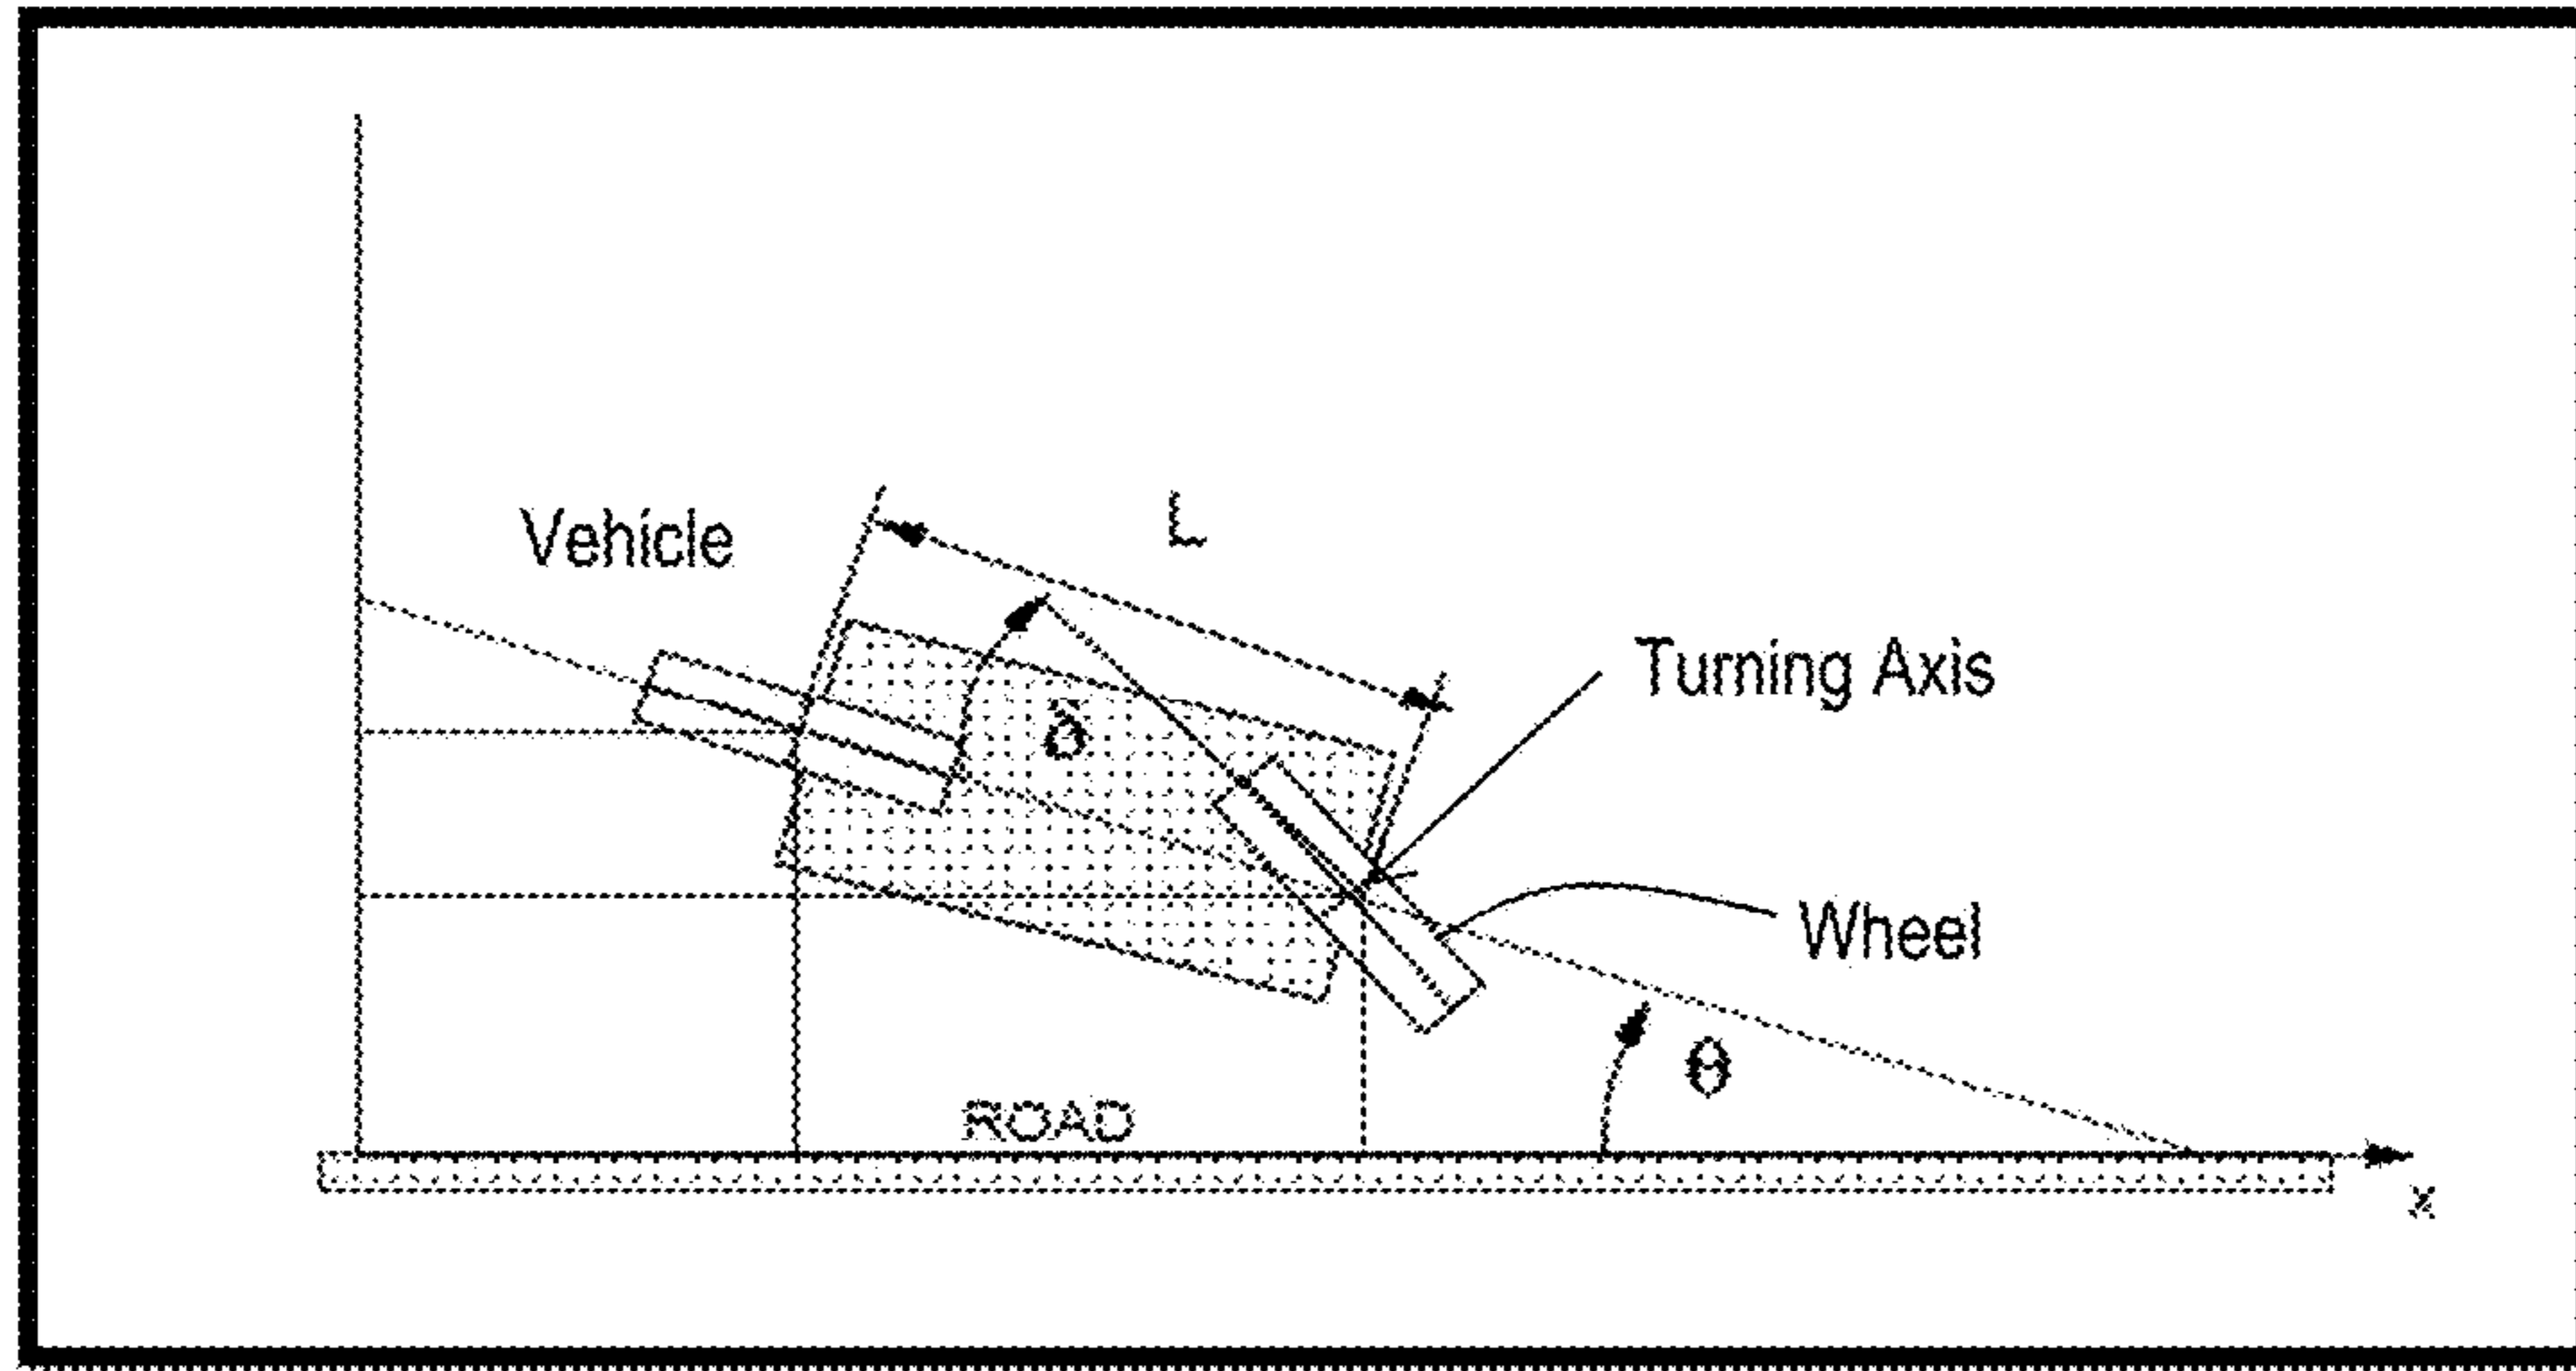 L
Vehicle
δ
Turning Axis
Wheel
θ
ROAD
x